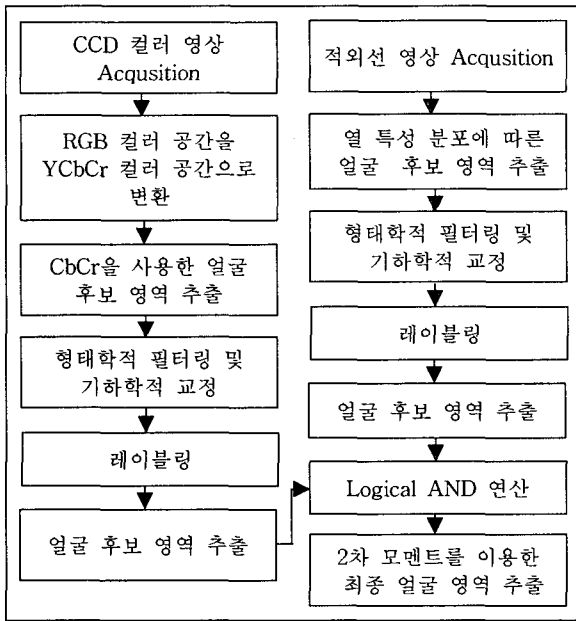 CCD 컬러 영상
Acqusition
RGB 컬러 공간을
YCbCr 컬러 공간으로
변환
CbCr을 사용한 얼굴
후보 영역 추출
형태학적 필터링 및
기하학적 교정
레이블링
얼굴 후보 영역 추출
적외선 영상 Acqusition
열 특성 분포에 따른
얼굴 후보 영역 추출
형태학적 필터링 및
기하학적 교정
레이블링
얼굴 후보 영역 추출
Logical AND 연산
2차 모멘트를 이용한
최종 얼굴 영역 추출